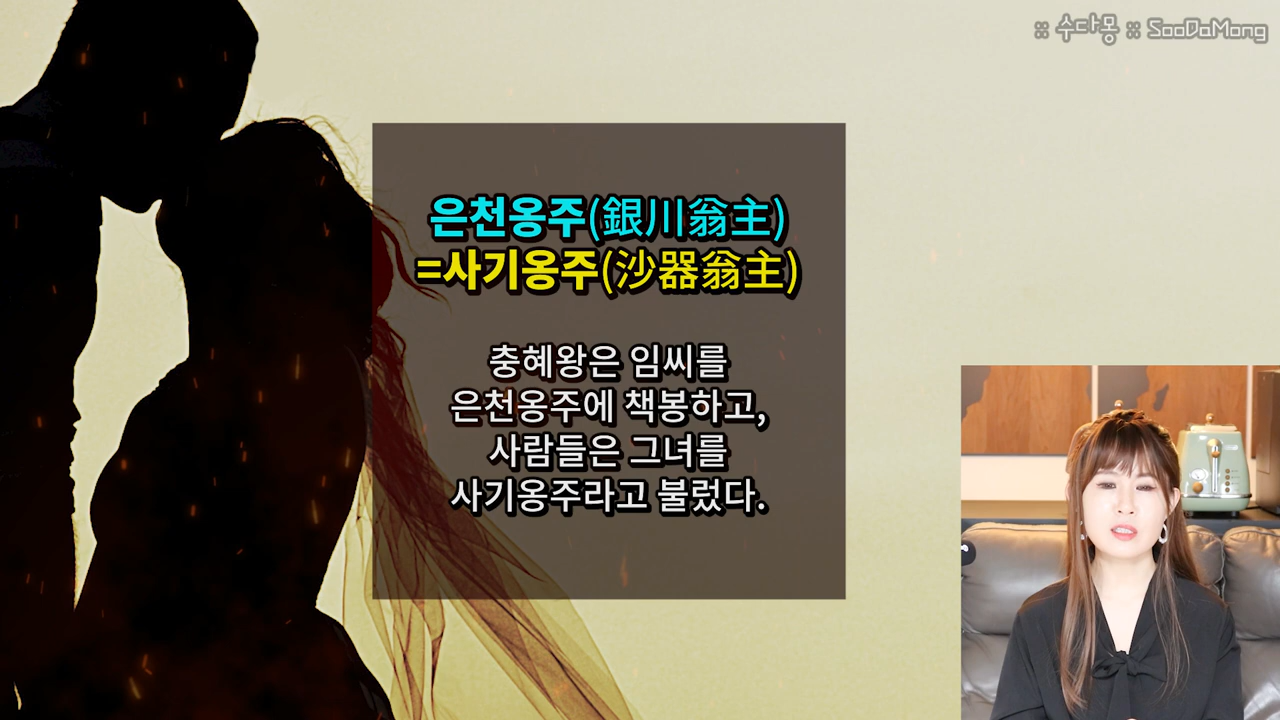 :: 수다몽 :: SooDaMong
은천옹주(銀川翁主)
=사기옹주(沙器翁主)
충혜왕은 임씨를
은천옹주에 책봉하고,
사람들은 그녀를
사기옹주라고 불렀다.